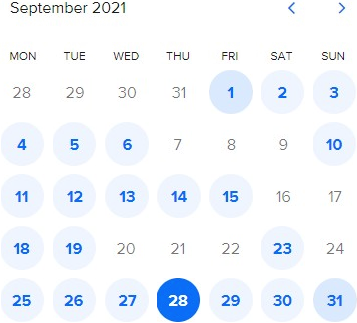 September 2021
MON TUE WED THU FRI SAT SUN
28 29 30 31 1 2 3
4 5 6 7 8 9 10
11 12 13 14 15 16 17
18 19 20 21 22 23 24
25 26 27 28 29 30 31